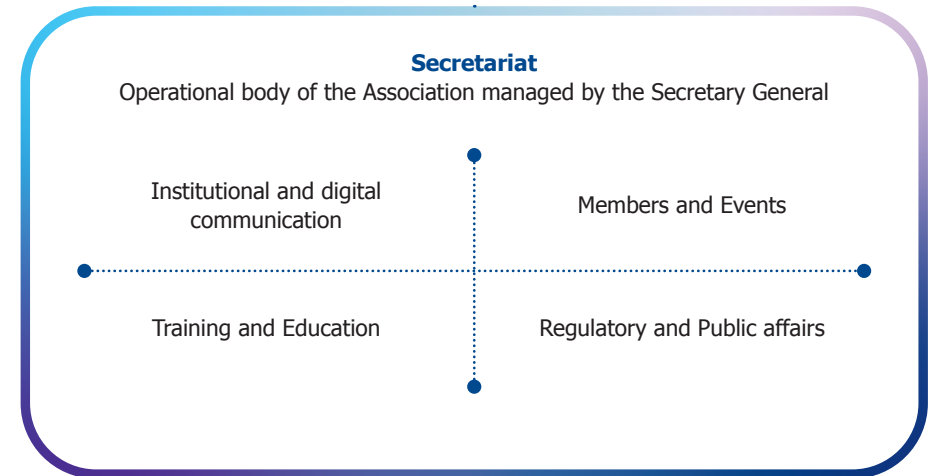 Secretariat
Operational body of the Association managed by the Secretary General
Institutional and digital
communication
Members and Events
Training and Education
Regulatory and Public affairs